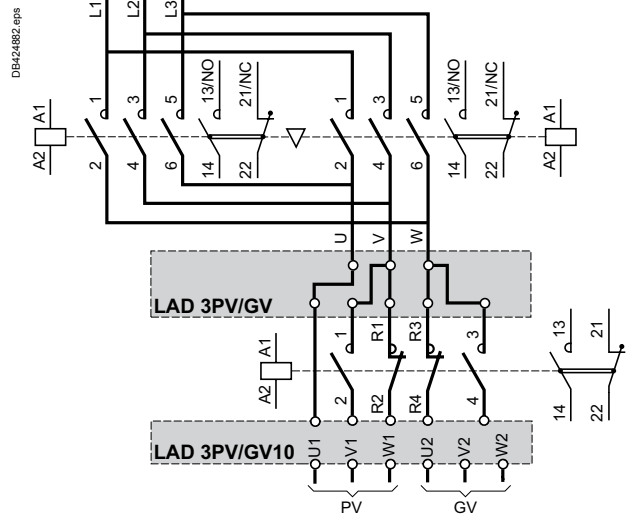 DB424882.eps
L1 L2 L3
1 3 5 13/NO 21/NC 1 3 5 13/NO 21/NC
A1 A1
A2 A2
2 4 6 14 22 2 4 6 14 22
U V W
LAD 3PV/GV
1 R1 R3 3 13 21
A1
A2
2 R2 R4 4 14 22
LAD 3PV/GV10 U1 V1 W1 U2 V2 W2
PV GV